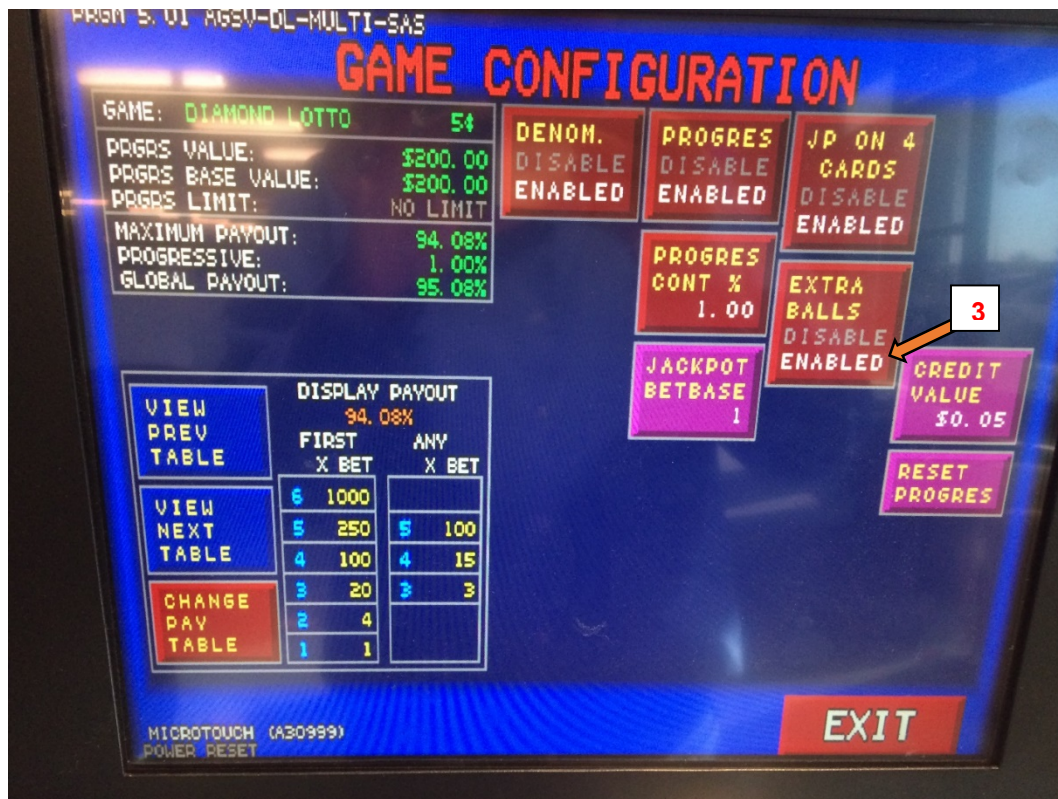 PRGM 5.01 AGSV-DL-MULTI-SAS
GAME CONFIGURATION
GAME: DIAMOND LOTTO 5¢
PRGRS VALUE: $200.00
PRGRS BASE VALUE: $200.00
PRGRS LIMIT: NO LIMIT
MAXIMUM PAYOUT: 94.08%
PROGRESSIVE: 1.00%
GLOBAL PAYOUT: 95.08%
DENOM.
DISABLE
ENABLED
PROGRES
DISABLE
ENABLED
JP ON 4
CARDS
DISABLE
ENABLED
PROGRES
CONT %
1.00
EXTRA
BALLS
DISABLE
ENABLED
3
JACKPOT
BETBASE
1
CREDIT
VALUE
$0.05
RESET
PROGRES
VIEW
PREV
TABLE
VIEW
NEXT
TABLE
CHANGE
PAY
TABLE
DISPLAY PAYOUT
94.08%
FIRST ANY
X BET X BET
6 1000
5 250 5 100
4 100 4 15
3 20 3 3
2 4
1 1
MICROTOUCH (A30999)
POWER RESET
EXIT